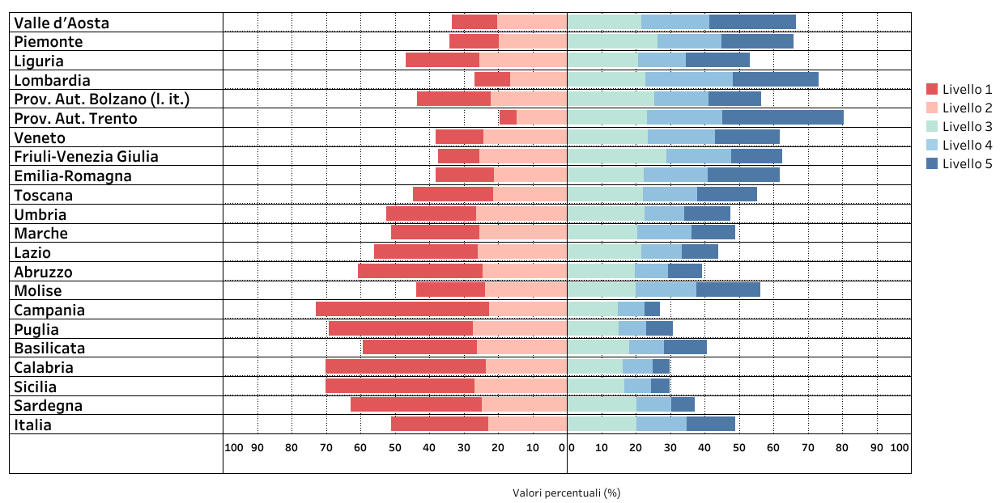 Valle d’Aosta
Piemonte
Liguria
Lombardia
Prov. Aut. Bolzano (l. it.)
Prov. Aut. Trento
Veneto
Friuli-Venezia Giulia
Emilia-Romagna
Toscana
Umbria
Marche
Lazio
Abruzzo
Molise
Campania
Puglia
Basilicata
Calabria
Sicilia
Sardegna
Italia
100 90 80 70 60 50 40 30 20 10 0 0 10 20 30 40 50 60 70 80 90 100
Valori percentuali (%)
Livello 1
Livello 2
Livello 3
Livello 4
Livello 5